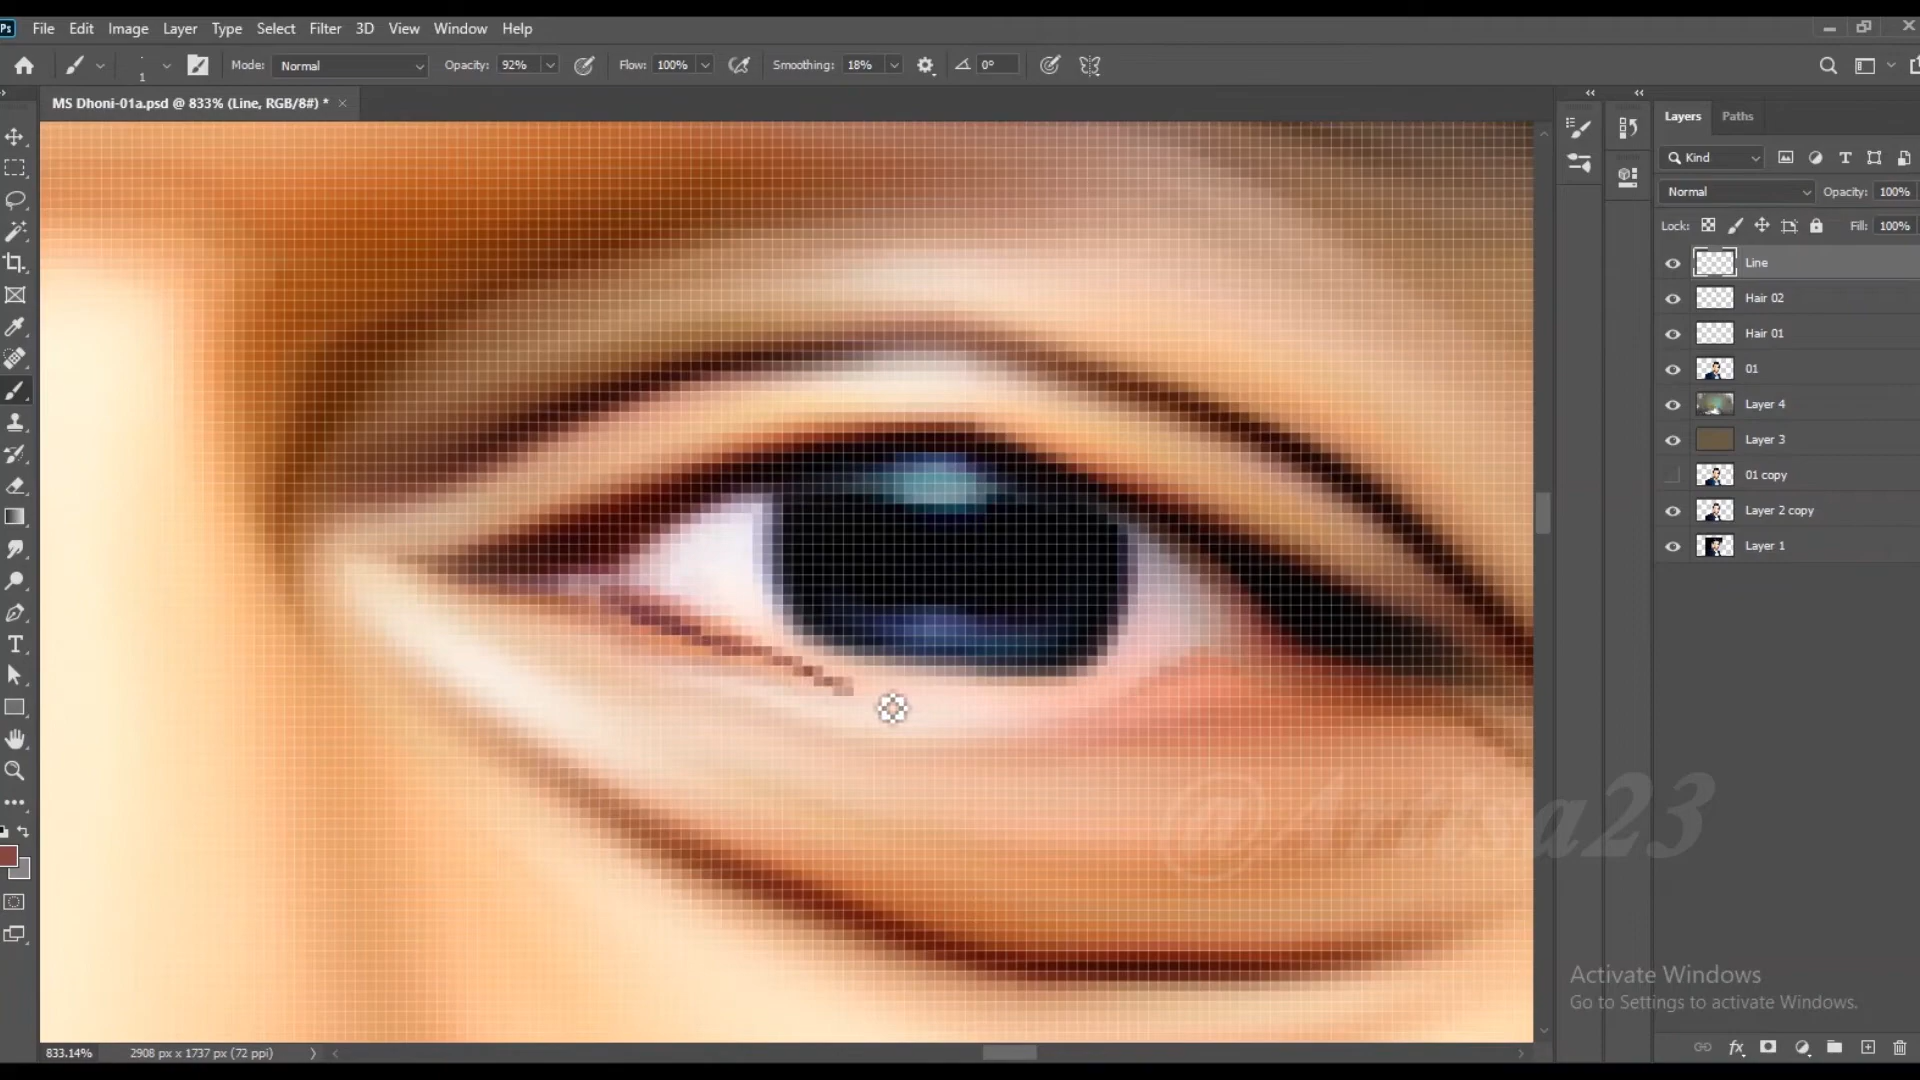 Ps File Edit Image Layer Type Select Filter 3D View Window Help
1 Mode: Normal Opacity: 92% Flow: 100% Smoothing: 18% 0°
MS Dhoni-01a.psd @ 833% (Line, RGB/8#) * ×
Layers Paths
Kind
Normal Opacity: 100%
Lock: Fill: 100%
Line
Hair 02
Hair 01
01
Layer 4
Layer 3
01 copy
Layer 2 copy
Layer 1
Activate Windows
Go to Settings to activate Windows.
833.14% 2908 px x 1737 px (72 ppi)